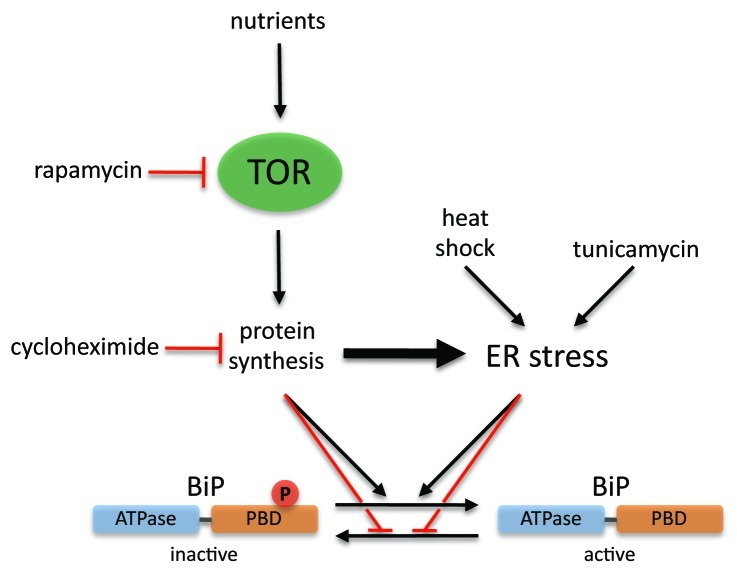 nutrients
rapamycin
TOR
heat
shock
tunicamycin
cycloheximide
protein
synthesis
ER stress
BiP
P
ATPase
PBD
inactive
BiP
ATPase
PBD
active